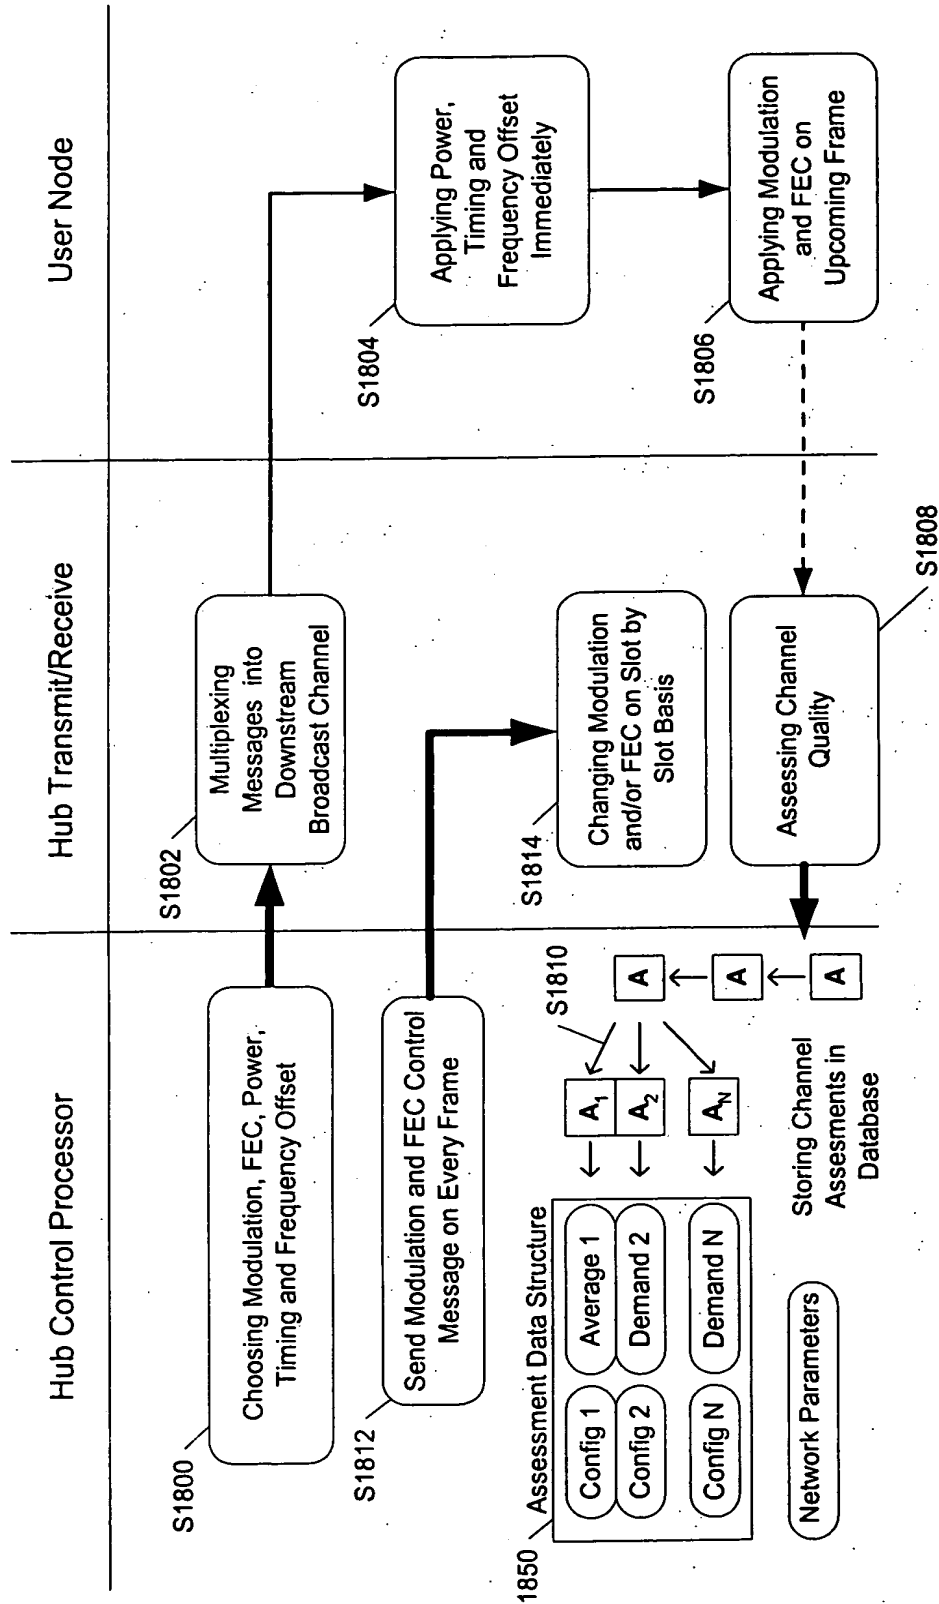 Hub Control Processor
Hub Transmit/Receive
User Node
S1800
Choosing Modulation, FEC, Power,
Timing and Frequency Offset
S1802
Multiplexing
Messages into
Downstream
Broadcast Channel
S1804
Applying Power,
Timing and
Frequency Offset
Immediately
S1812
Send Modulation and FEC Control
Message on Every Frame
S1814
Changing Modulation
and/or FEC on Slot by
Slot Basis
S1806
Applying Modulation
and FEC on
Upcoming Frame
S1808
Assessing Channel
Quality
1850
Assessment Data Structure
Config 1
Average 1
A1
Config 2
Demand 2
A2
Config N
Demand N
AN
S1810
A
A
A
Storing Channel
Assesments in
Database
Network Parameters